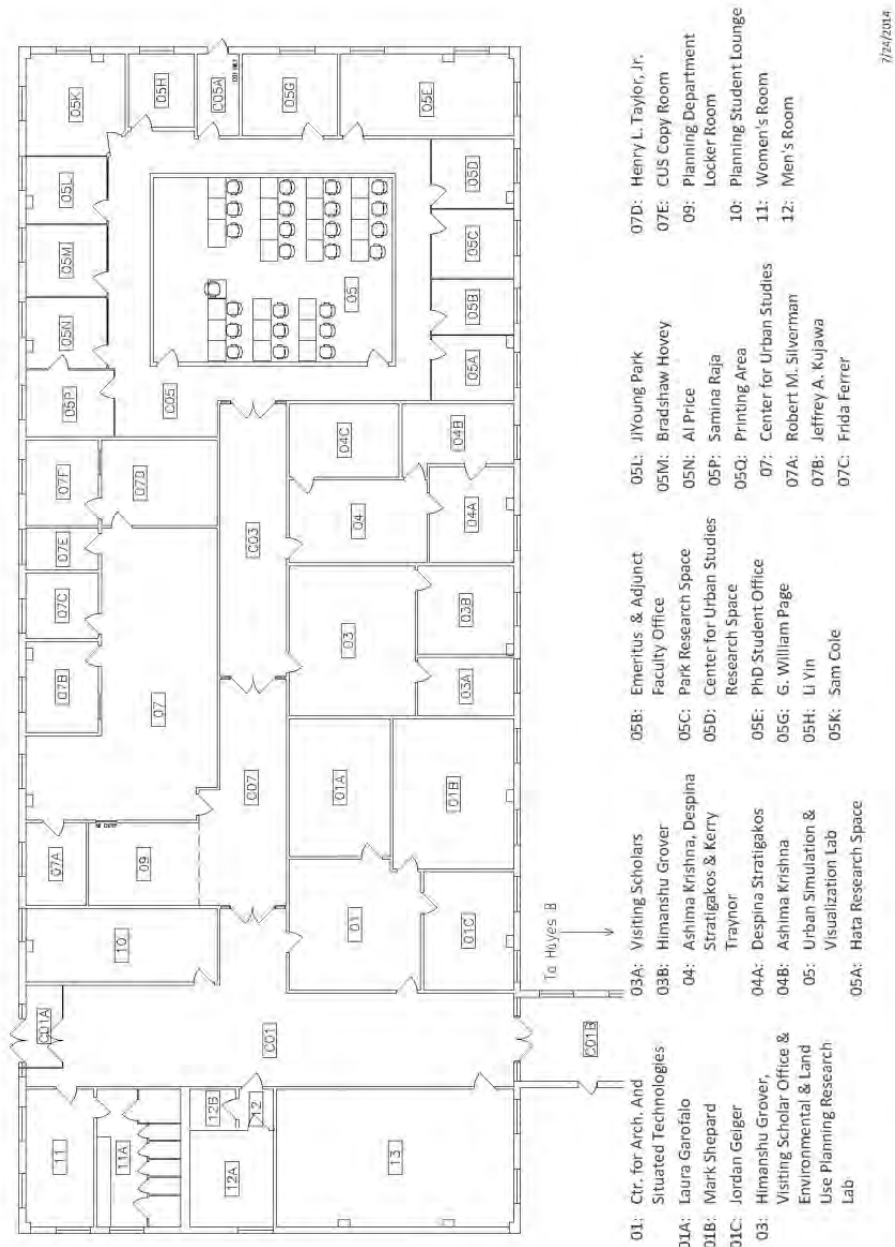 11
C01A
10
07A
07B
07C
07E
07F
05P
05N
05M
05L
05K
11A
09
07
07D
05H
12B
12A
12
C05
C05A
C01
C07
C03
05G
01
01A
03
04
04C
05
13
01C
01B
03A
03B
04A
04B
05A
05B
05C
05D
05E
C01B
To Hayes B
01: Ctr. for Arch. And
Situated Technologies
01A: Laura Garofalo
01B: Mark Shepard
01C: Jordan Geiger
03: Himanshu Grover,
Visiting Scholar Office &
Environmental & Land
Use Planning Research
Lab
03A: Visiting Scholars
03B: Himanshu Grover
04: Ashima Krishna, Despina
Stratigakos & Kerry
Traynor
04A: Despina Stratigakos
04B: Ashima Krishna
05: Urban Simulation &
Visualization Lab
05A: Hata Research Space
05B: Emeritus & Adjunct
Faculty Office
05C: Park Research Space
05D: Center for Urban Studies
Research Space
05E: PhD Student Office
05G: G. William Page
05H: Li Yin
05K: Sam Cole
05L: JiYoung Park
05M: Bradshaw Hovey
05N: Al Price
05P: Samina Raja
05Q: Printing Area
07: Center for Urban Studies
07A: Robert M. Silverman
07B: Jeffrey A. Kujawa
07C: Frida Ferrer
07D: Henry L. Taylor, Jr.
07E: CUS Copy Room
09: Planning Department
Locker Room
10: Planning Student Lounge
11: Women's Room
12: Men's Room
7/24/2014